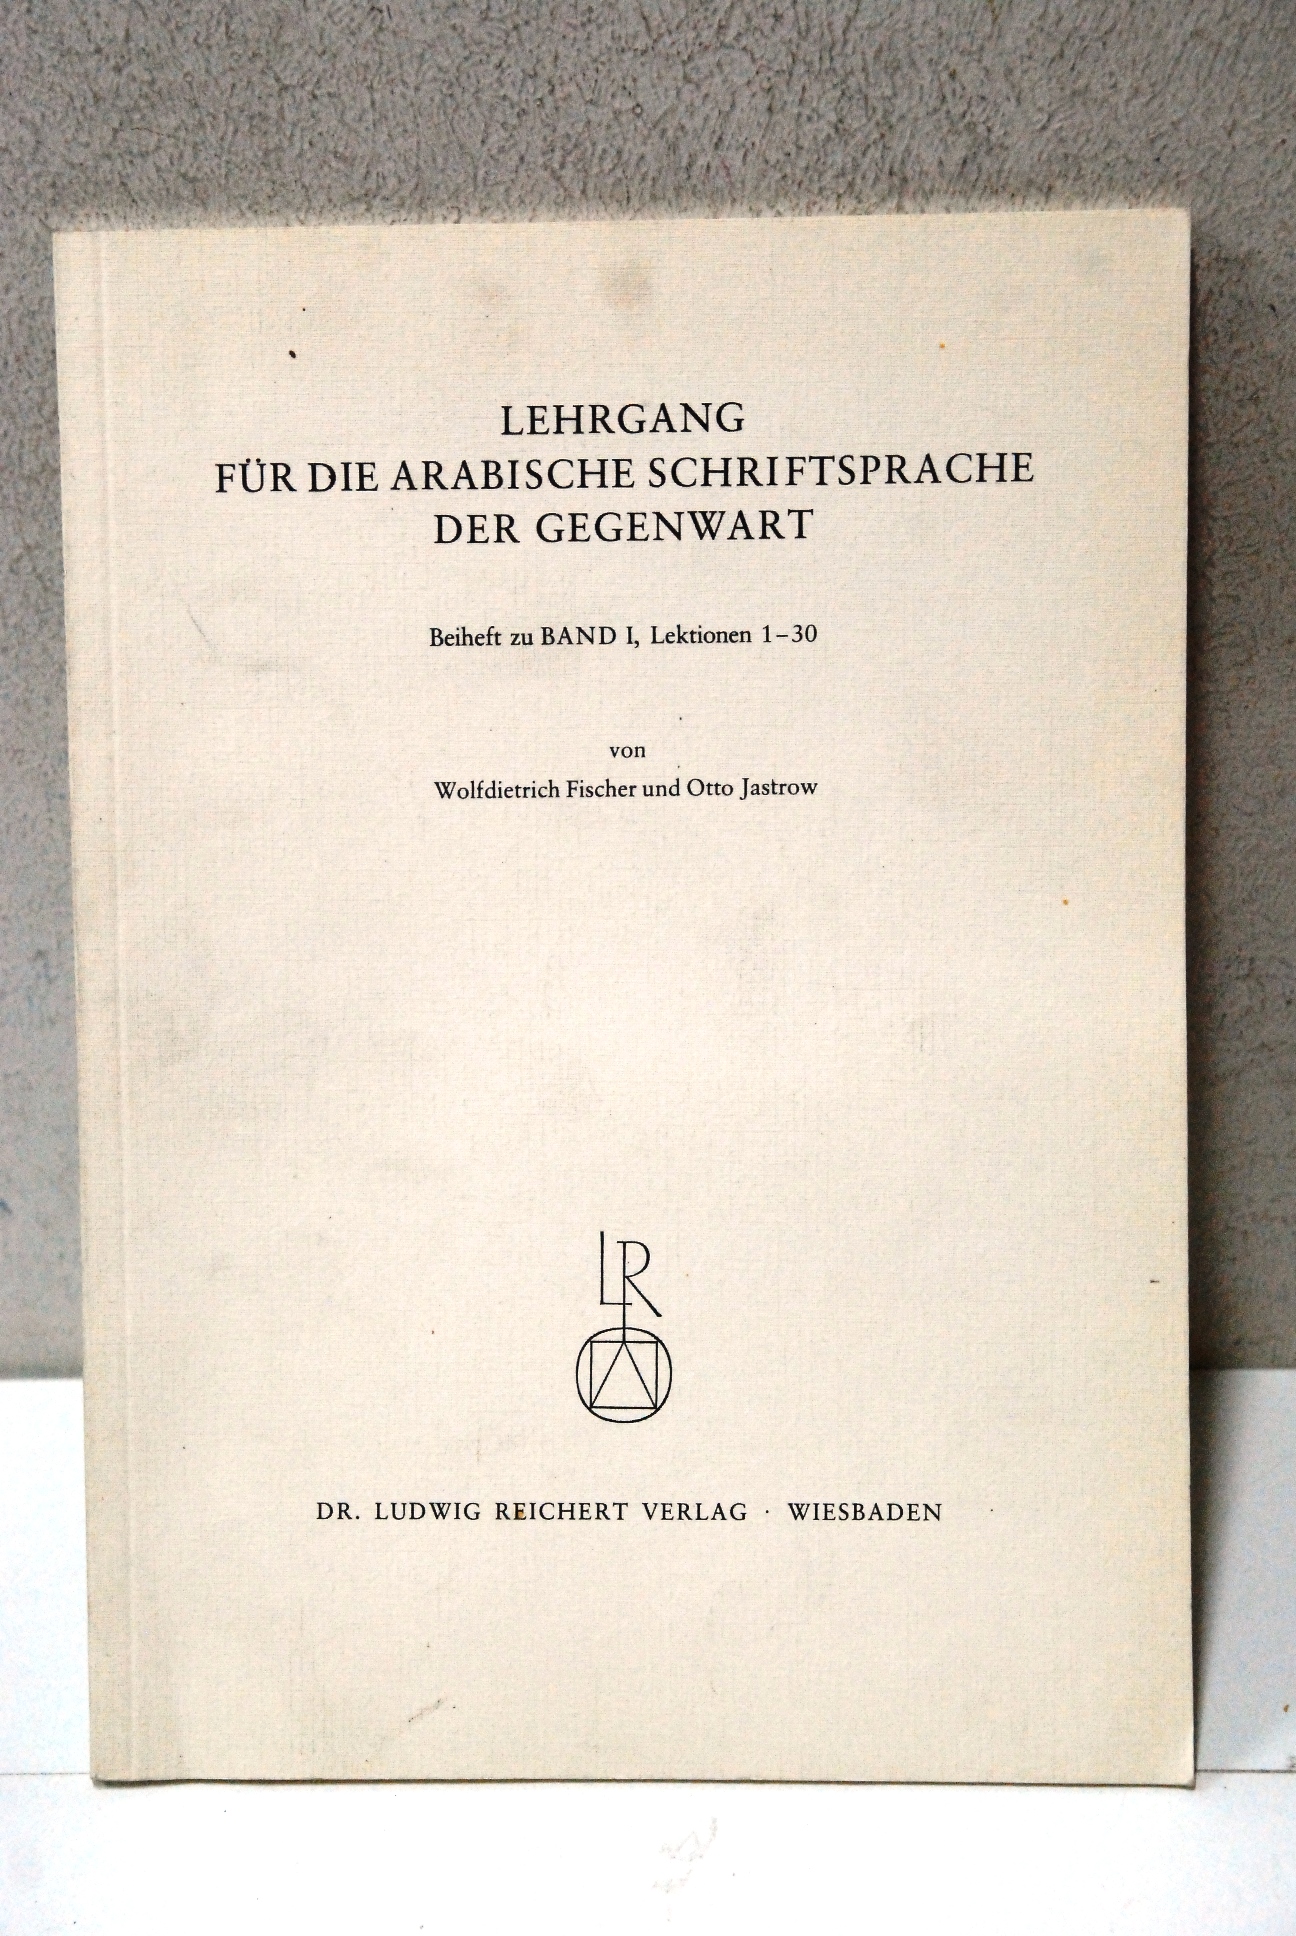 LEHRGANG
FÜR DIE ARABISCHE SCHRIFTSPRACHE
DER GEGENWART
Beiheft zu BAND I, Lektionen 1–30
von
Wolfdietrich Fischer und Otto Jastrow
LR
DR. LUDWIG REICHERT VERLAG · WIESBADEN